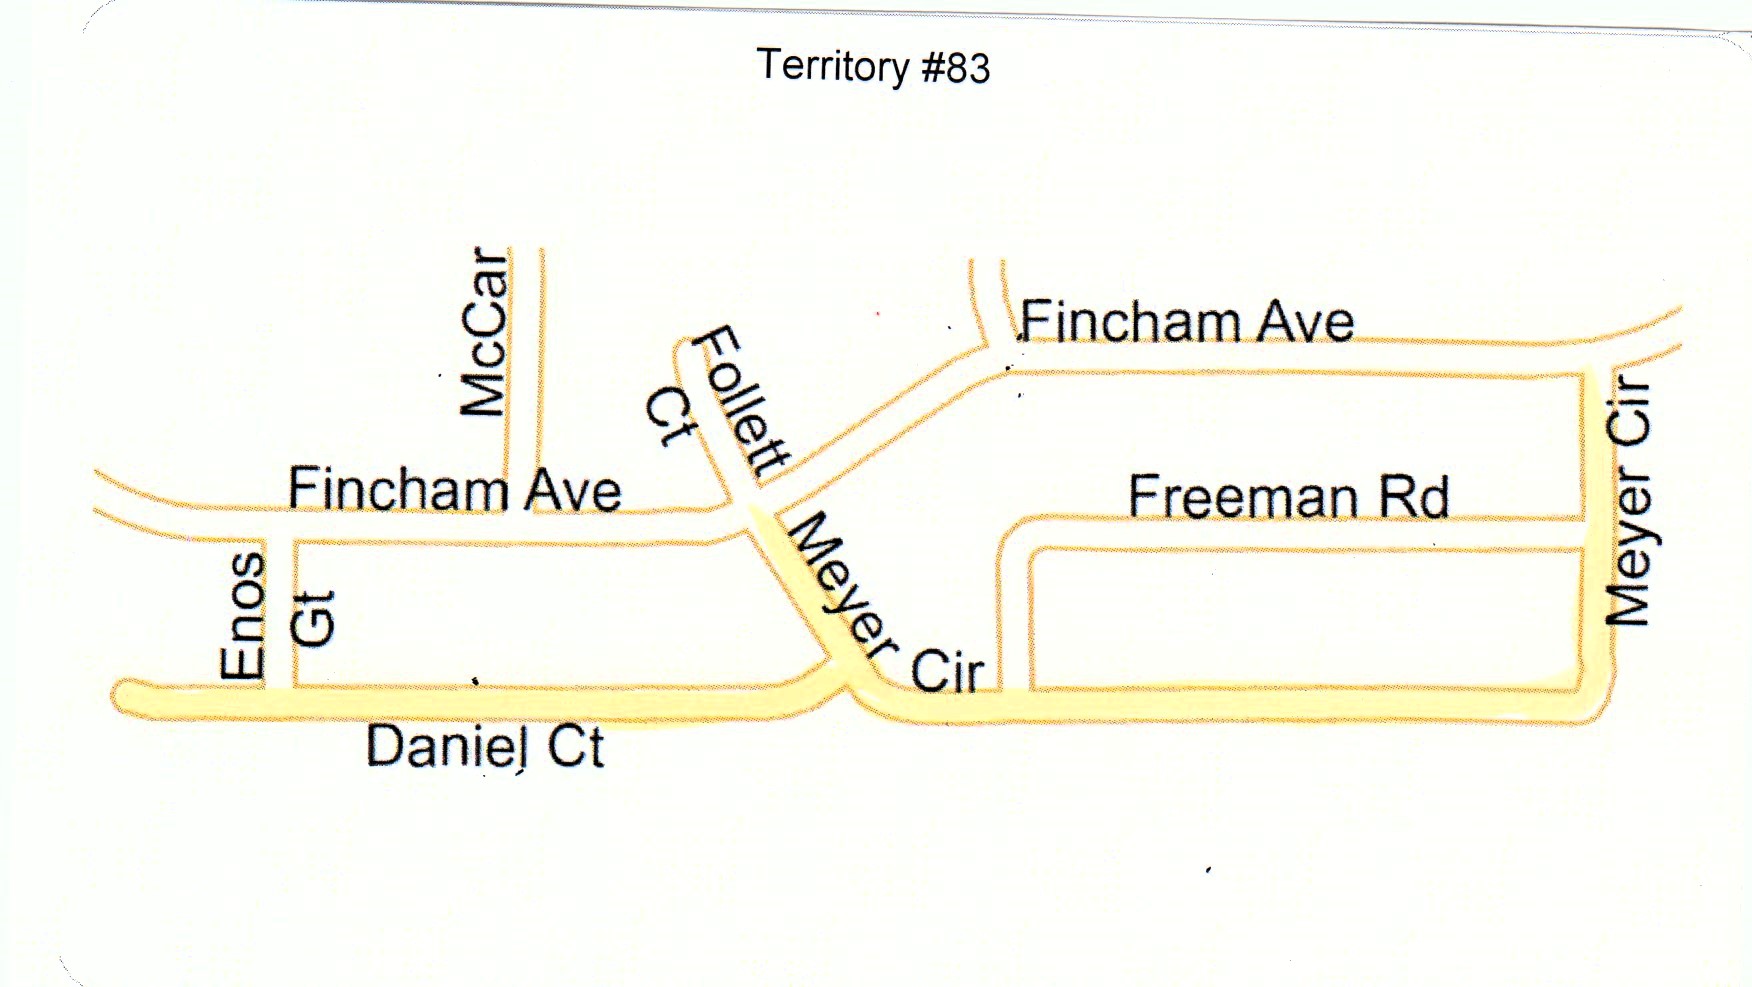 Territory #83
McCar
Follett
Ct
Fincham Ave
Fincham Ave
Meyer Cir
Freeman Rd
Enos
Gt
Meyer Cir
Daniel Ct